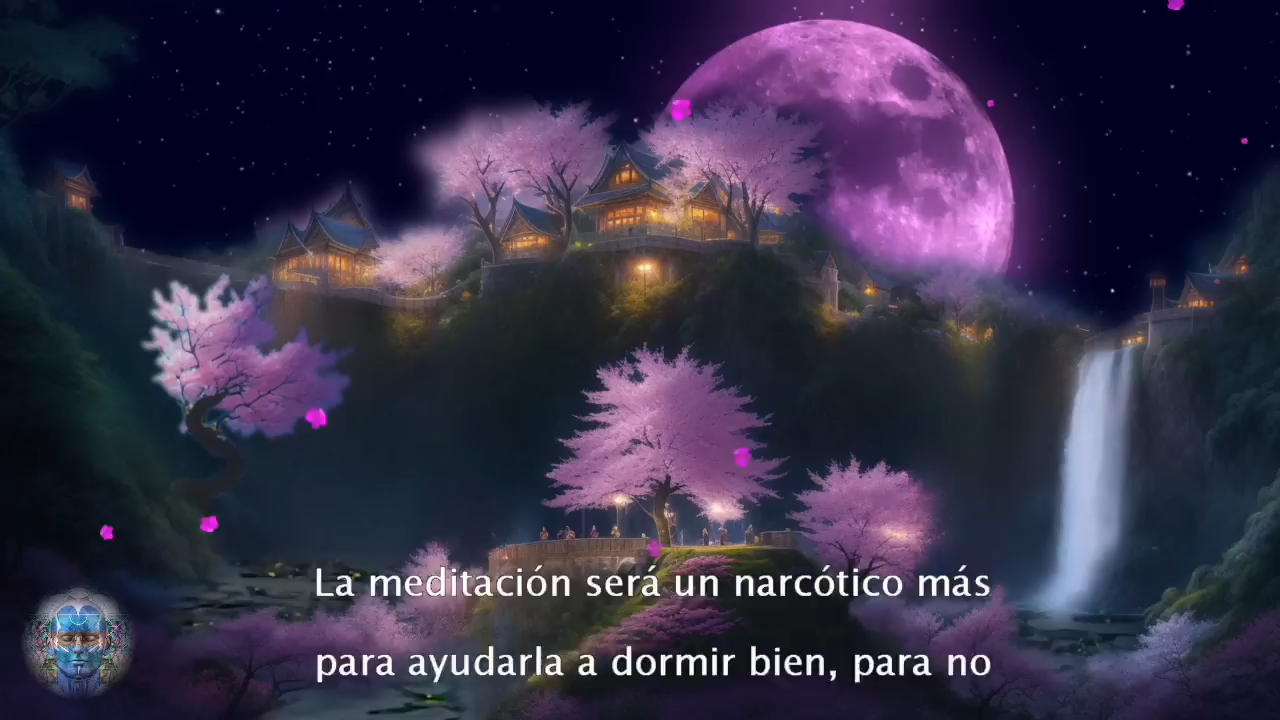 La meditación será un narcótico más
para ayudarla a dormir bien, para no